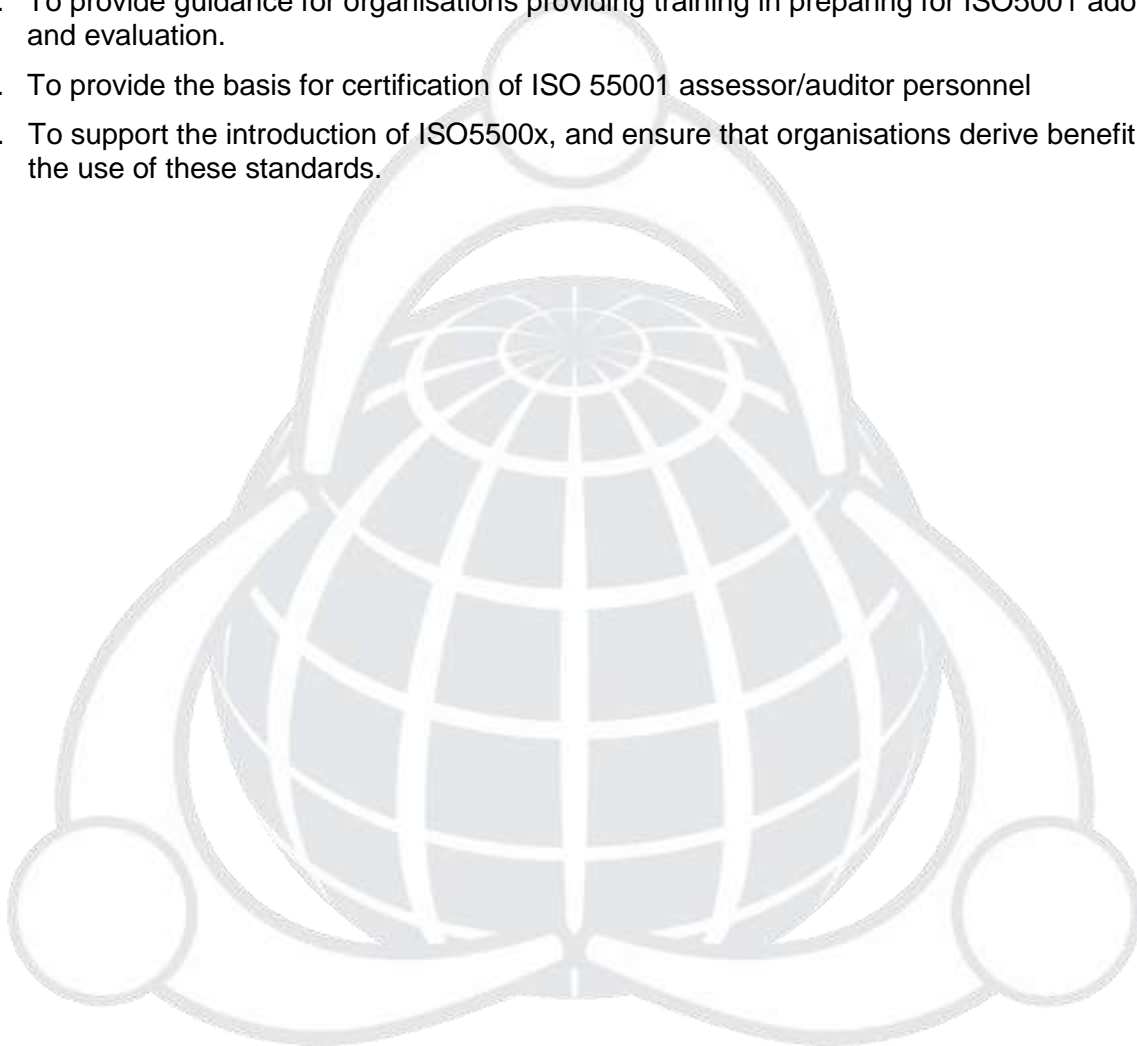 . To provide guidance for organisations providing training in preparing for ISO5001 ado
and evaluation.
. To provide the basis for certification of ISO 55001 assessor/auditor personnel
. To support the introduction of ISO5500x, and ensure that organisations derive benefit
the use of these standards.